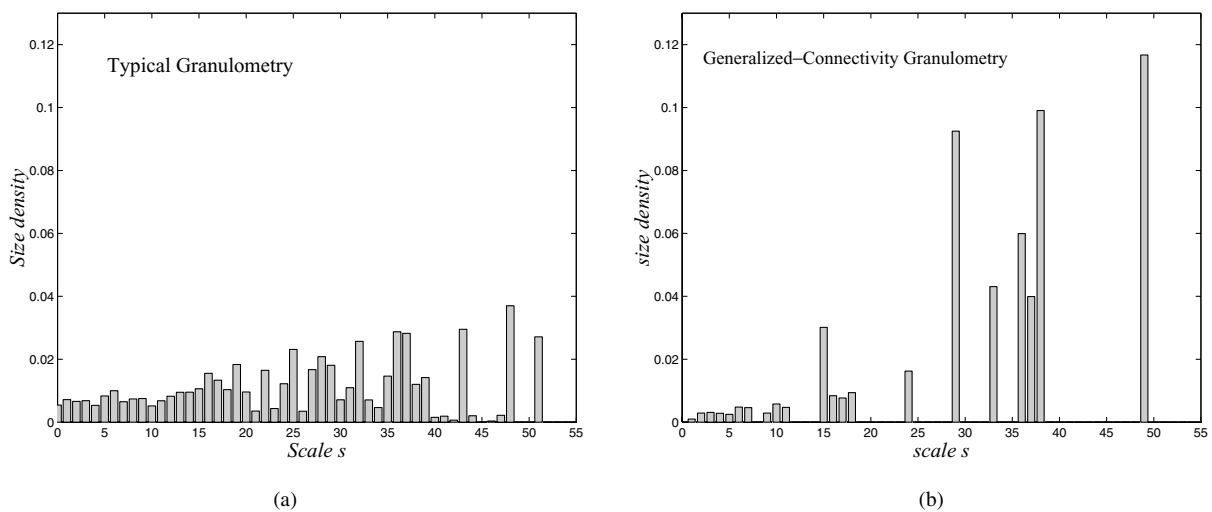 Typical Granulometry
Size density
0.12
0.1
0.08
0.06
0.04
0.02
0
0 5 10 15 20 25 30 35 40 45 50 55
Scale s
(a)
Generalized−Connectivity Granulometry
size density
0.12
0.1
0.08
0.06
0.04
0.02
0
0 5 10 15 20 25 30 35 40 45 50 55
scale s
(b)